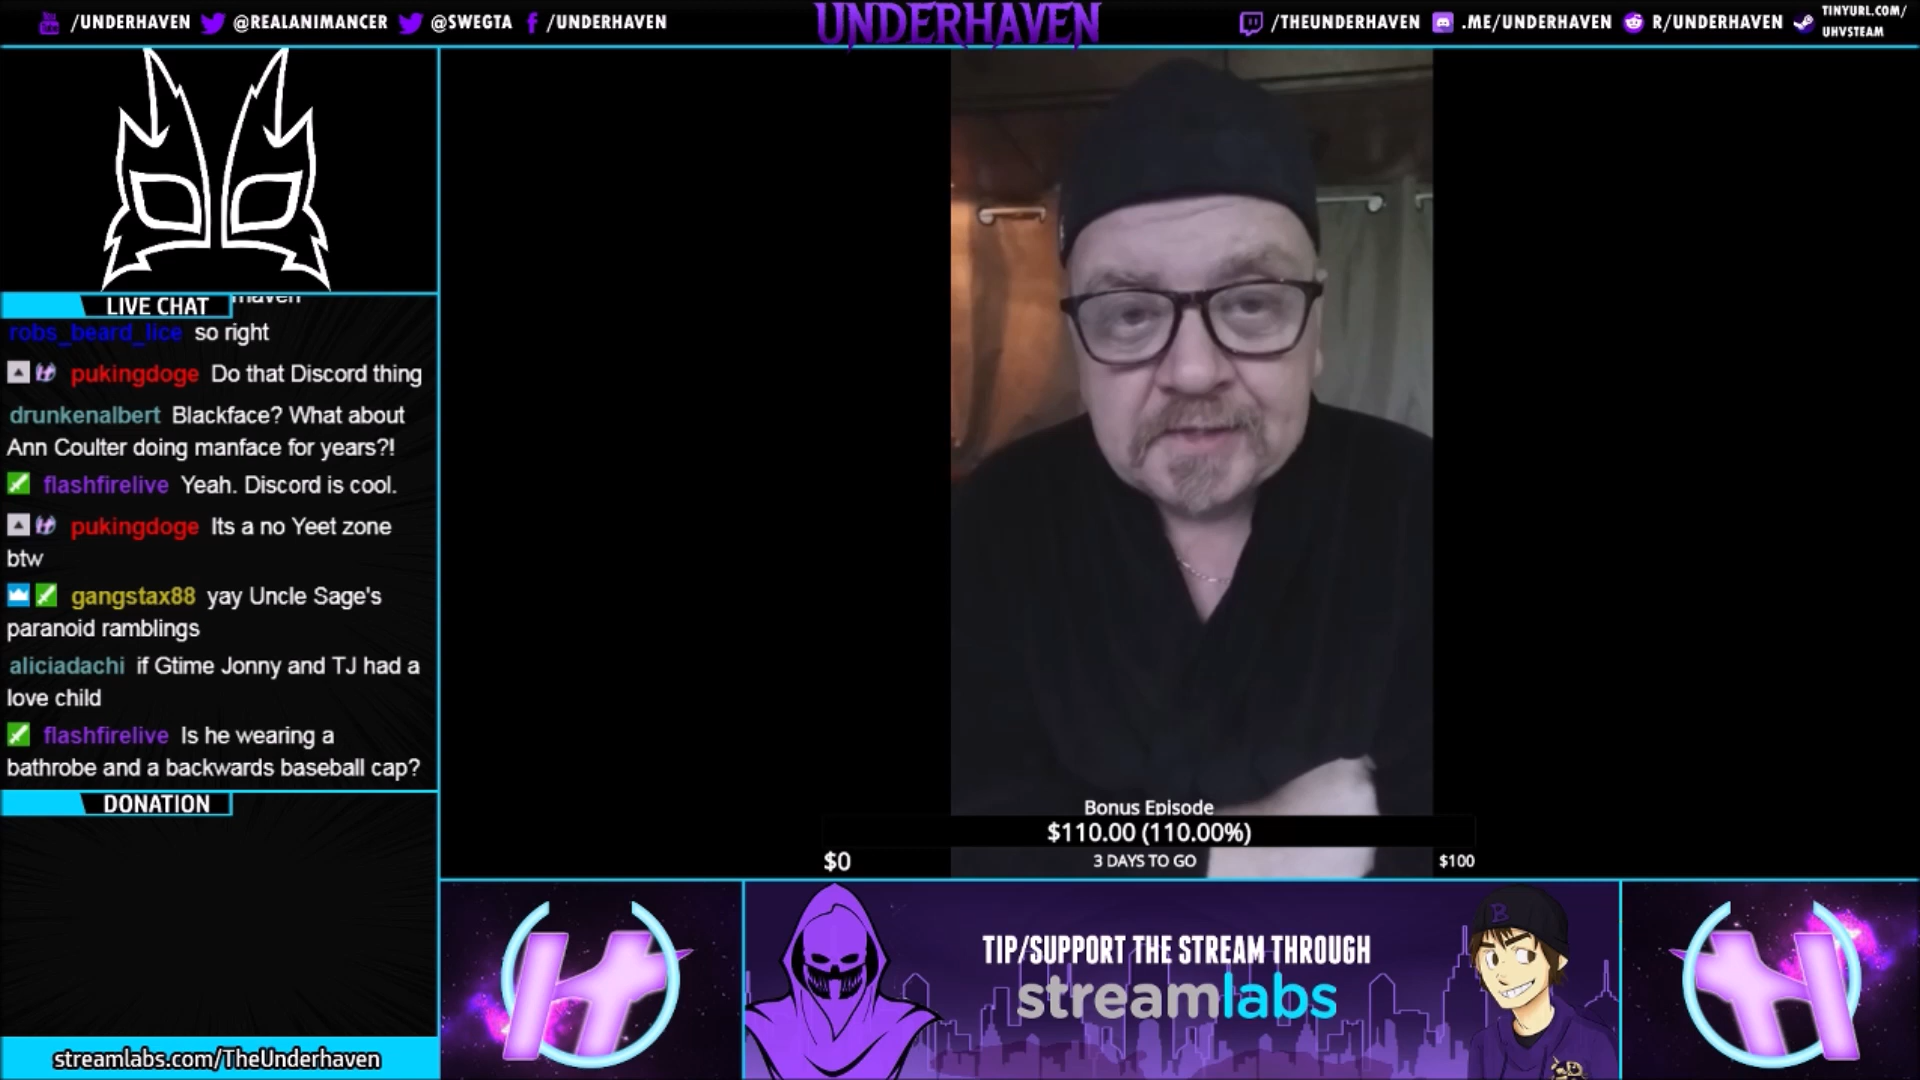 /UNDERHAVEN @REALANIMANCER @SWEGTA /UNDERHAVEN
UNDERHAVEN
/THEUNDERHAVEN .ME/UNDERHAVEN R/UNDERHAVEN TINYURL.COM/
UHVSTEAM
LIVE CHAT
robs_beard_lice so right
pukingdoge Do that Discord thing
drunkenalbert Blackface? What about
Ann Coulter doing manface for years?!
flashfirelive Yeah. Discord is cool.
pukingdoge Its a no Yeet zone
btw
gangstax88 yay Uncle Sage's
paranoid ramblings
aliciadachi if Gtime Jonny and TJ had a
love child
flashfirelive Is he wearing a
bathrobe and a backwards baseball cap?
DONATION
streamlabs.com/TheUnderhaven
Bonus Episode
$110.00 (110.00%)
$0 3 DAYS TO GO $100
TIP/SUPPORT THE STREAM THROUGH
streamlabs
B